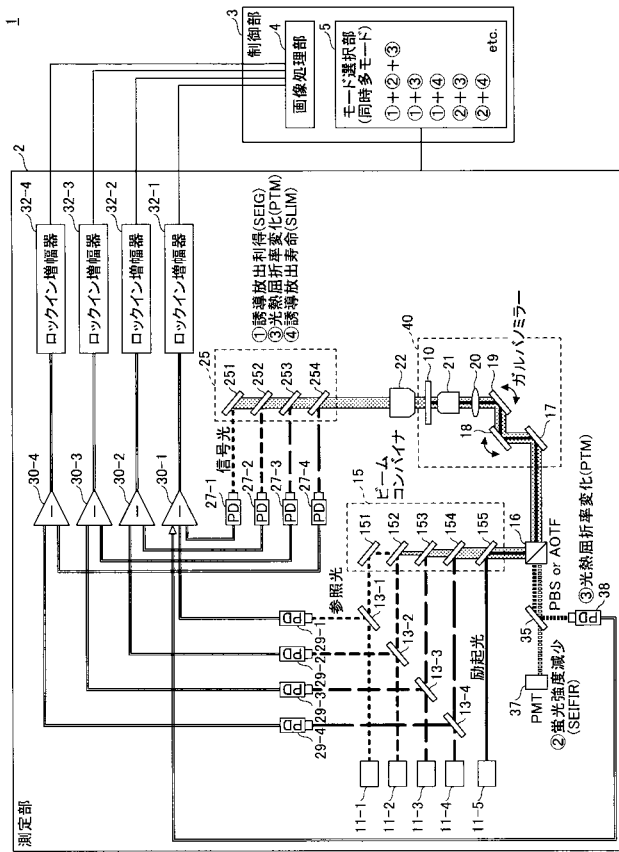 1
3
制御部
4
画像処理部
5
モード選択部
(同時多モード)
①+②+③
①+③
①+④
②+③
②+④
etc.
2
測定部
32-4
ロックイン増幅器
32-3
ロックイン増幅器
32-2
ロックイン増幅器
32-1
ロックイン増幅器
①誘導放出利得(SEIG)
③光熱屈折率変化(PTM)
④誘導放出寿命(SLIM)
25
251
252
253
254
22
10
21
20
19
40
ガルバノミラー
18
17
30-4
30-3
30-2
30-1
信号光
27-1
PD
27-2
PD
27-3
PD
27-4
PD
15
ビーム
コンバイナ
151
152
153
154
155
16
PBS or AOTF
参照光
13-1
13-2
13-3
13-4
29-1
PD
29-2
PD
29-3
PD
29-4
PD
励起光
35
③光熱屈折率変化(PTM)
38
PD
37
PMT
②蛍光強度減少
(SEIFIR)
11-1
11-2
11-3
11-4
11-5